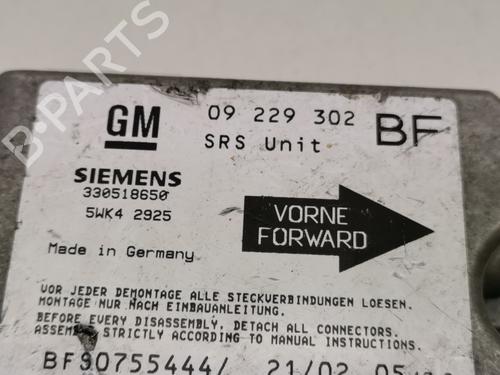 GM
09 229 302
BF
SRS Unit
SIEMENS
330518650
5WK4 2925
VORNE
FORWARD
Made in Germany
VOR JEDER DEMONTAGE ALLE STECKVERBINDUNGEN LOESEN.
MONTAGE NUR NACH EINBAUANLEITUNG.
BEFORE EVERY DISASSEMBLY, DETACH ALL CONNECTORS.
ASSEMBLY STRICTLY ACCORDING TO MANUAL INSTRUCTIONS.
BF90755444/ 21/02 05